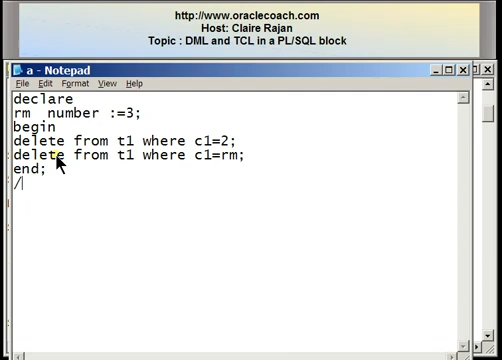 http://www.oraclecoach.com
Host: Claire Rajan
Topic : DML and TCL in a PL/SQL block
a - Notepad
File Edit Format View Help
declare
rm  number :=3;
begin
delete from t1 where c1=2;
delete from t1 where c1=rm;
end;
/